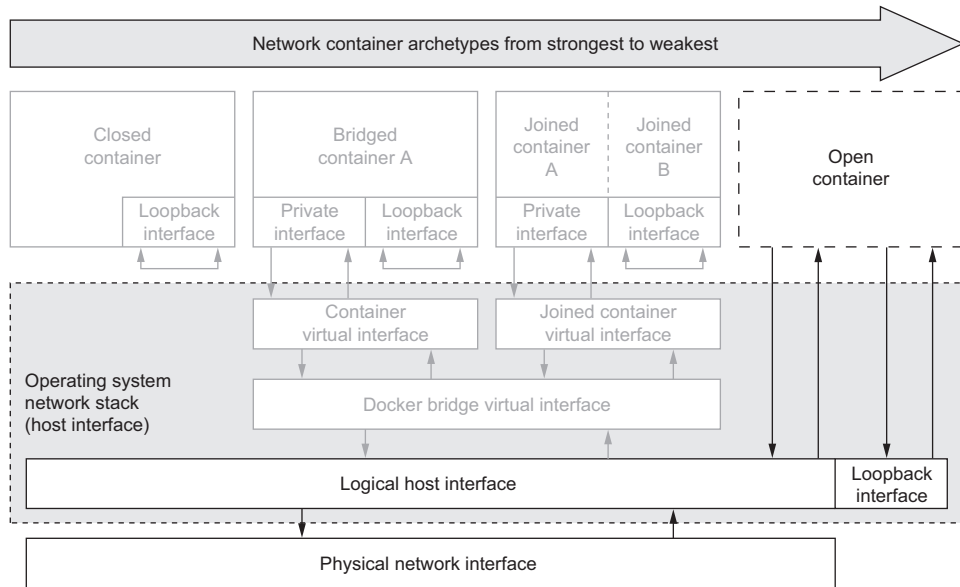 Network container archetypes from strongest to weakest
Closed
container
Loopback
interface
Bridged
container A
Private
interface
Loopback
interface
Joined
container
A
Joined
container
B
Private
interface
Loopback
interface
Open
container
Container
virtual interface
Joined container
virtual interface
Operating system
network stack
(host interface)
Docker bridge virtual interface
Logical host interface
Loopback
interface
Physical network interface